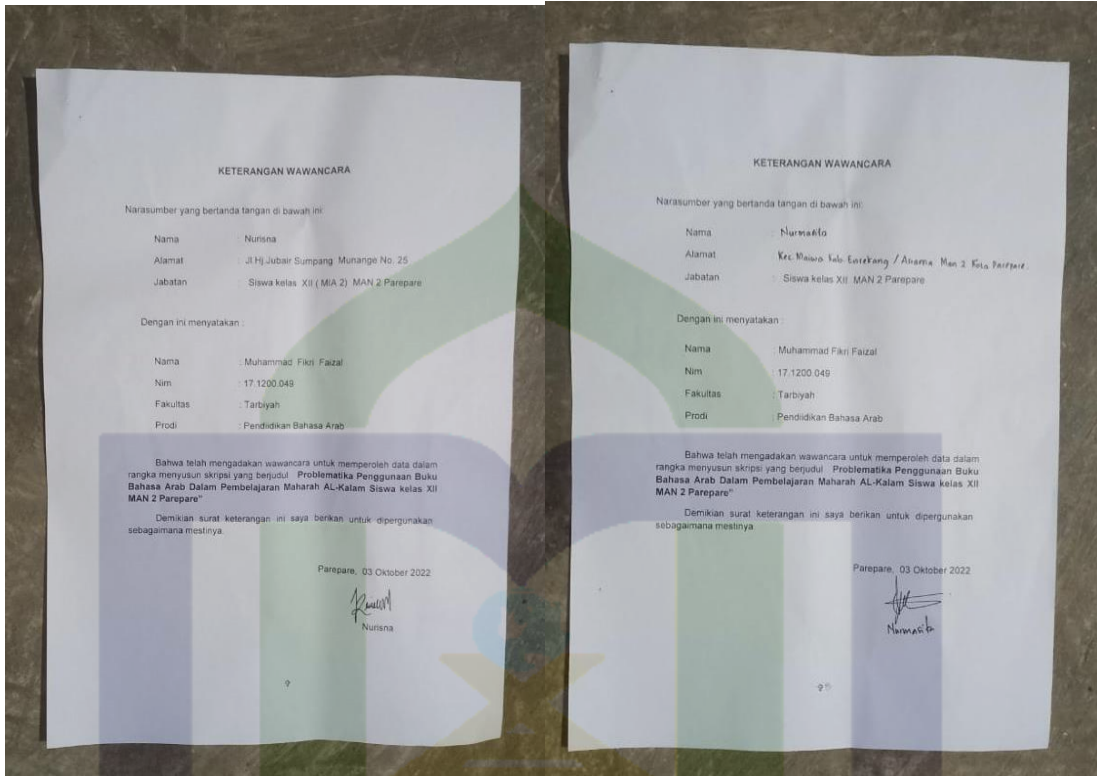 KETERANGAN WAWANCARA
Narasumber yang bertanda tangan di bawah ini:
Nama : Nurisna
Alamat : Jl.Hj.Jubair Sumpang Munange No. 25
Jabatan : Siswa kelas XII ( MIA 2) MAN 2 Parepare
Dengan ini menyatakan :
Nama : Muhammad Fikri Faizal
Nim : 17.1200.049
Fakultas : Tarbiyah
Prodi : Pendiidikan Bahasa Arab
Bahwa telah mengadakan wawancara untuk memperoleh data dalam
rangka menyusun skripsi yang berjudul Problematika Penggunaan Buku
Bahasa Arab Dalam Pembelajaran Maharah AL-Kalam Siswa kelas XII
MAN 2 Parepare"
Demikian surat keterangan ini saya berikan untuk dipergunakan
sebagaimana mestinya.
Parepare, 03 Oktober 2022
Nurisna
KETERANGAN WAWANCARA
Narasumber yang bertanda tangan di bawah ini:
Nama : Nurmasita
Alamat : Kec. Maiwa Kab. Enrekang / Asrama Man 2 Kota Parepare.
Jabatan : Siswa kelas XII MAN 2 Parepare
Dengan ini menyatakan :
Nama : Muhammad Fikri Faizal
Nim : 17.1200.049
Fakultas : Tarbiyah
Prodi : Pendiidikan Bahasa Arab
Bahwa telah mengadakan wawancara untuk memperoleh data dalam
rangka menyusun skripsi yang berjudul Problematika Penggunaan Buku
Bahasa Arab Dalam Pembelajaran Maharah AL-Kalam Siswa kelas XII
MAN 2 Parepare"
Demikian surat keterangan ini saya berikan untuk dipergunakan
sebagaimana mestinya
Parepare, 03 Oktober 2022
Nurmasita